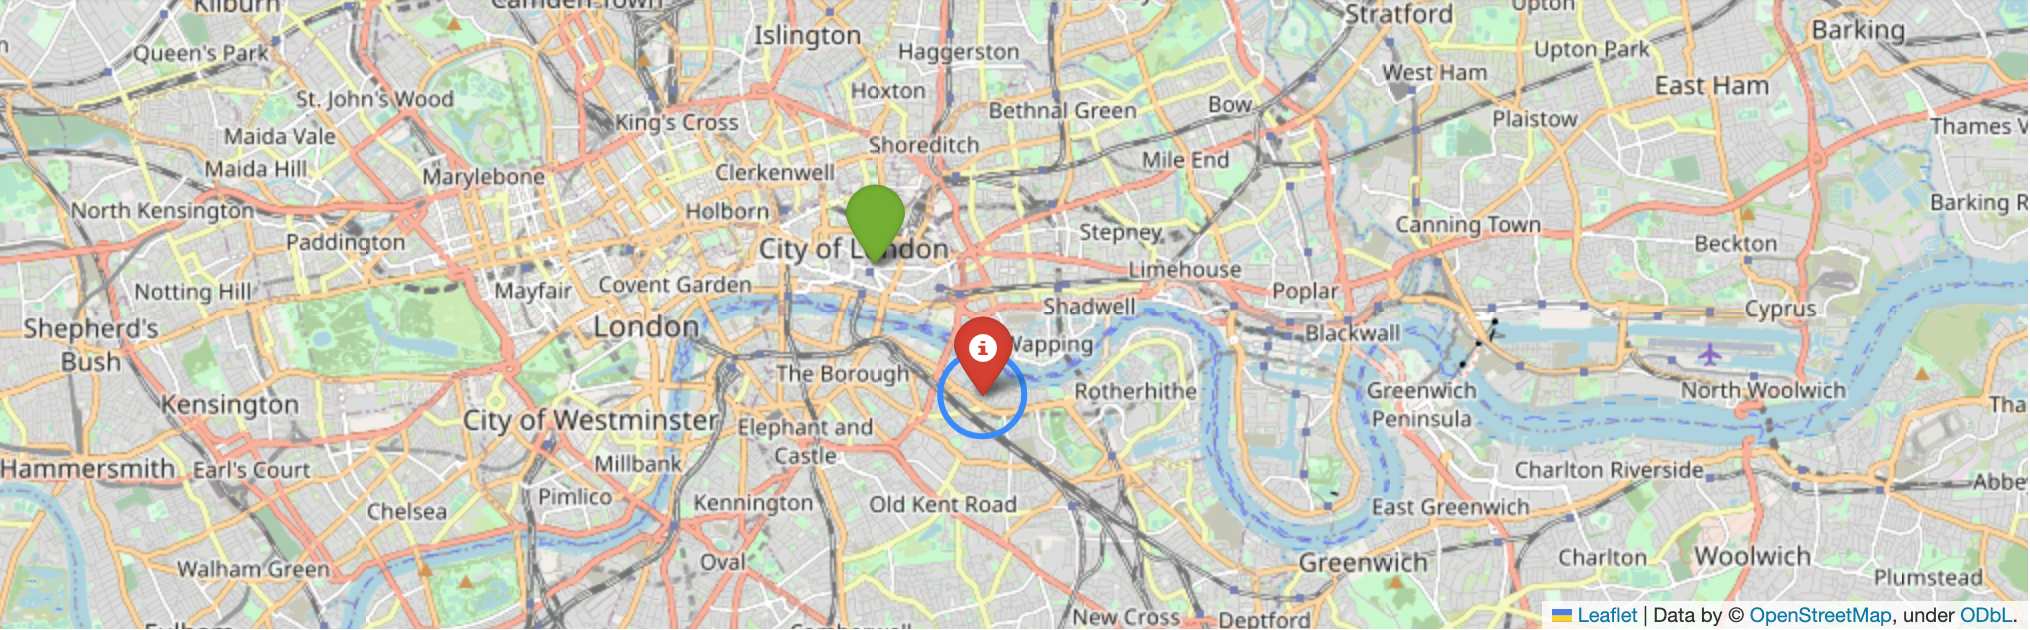 Kilburn
Camden Town
Islington
Haggerston
Stratford
Upton
Barking
Queen's Park
Upton Park
West Ham
East Ham
St. John's Wood
Hoxton
Bethnal Green
Bow
Plaistow
Thames V
Maida Vale
King's Cross
Shoreditch
Mile End
Maida Hill
Marylebone
Clerkenwell
North Kensington
Holborn
Barking R
Paddington
City of London
Stepney
Canning Town
Beckton
Limehouse
Notting Hill
Mayfair
Covent Garden
Shadwell
Poplar
Cyprus
Shepherd's
Bush
London
Wapping
Blackwall
The Borough
Rotherhithe
Greenwich
Peninsula
North Woolwich
Kensington
City of Westminster
Elephant and
Castle
Tha
Hammersmith
Earl's Court
Millbank
Charlton Riverside
Abbe
Chelsea
Pimlico
Kennington
Old Kent Road
East Greenwich
Walham Green
Oval
Greenwich
Charlton
Woolwich
Plumstead
New Cross
Deptford
Leaflet | Data by © OpenStreetMap, under ODbL.